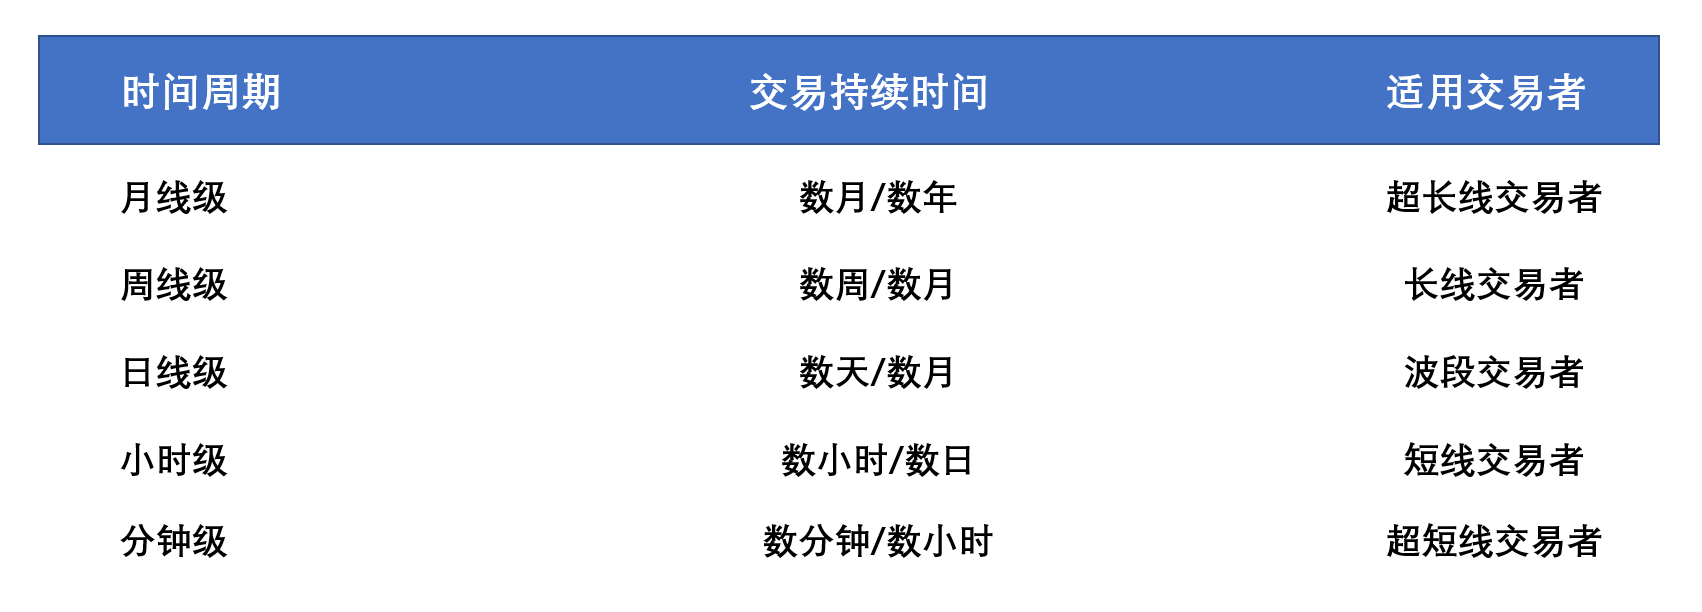 时间周期 交易持续时间 适用交易者
月线级 数月/数年 超长线交易者
周线级 数周/数月 长线交易者
日线级 数天/数月 波段交易者
小时级 数小时/数日 短线交易者
分钟级 数分钟/数小时 超短线交易者